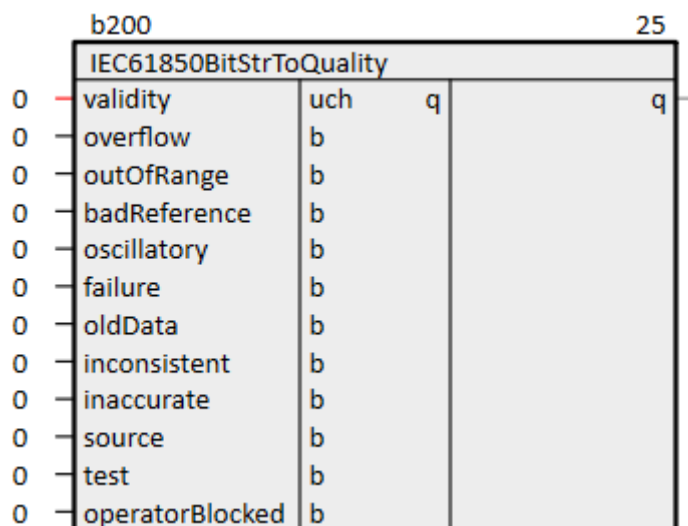 b200 25
IEC61850BitStrToQuality
0 validity uch q q
0 overflow b
0 outOfRange b
0 badReference b
0 oscillatory b
0 failure b
0 oldData b
0 inconsistent b
0 inaccurate b
0 source b
0 test b
0 operatorBlocked b